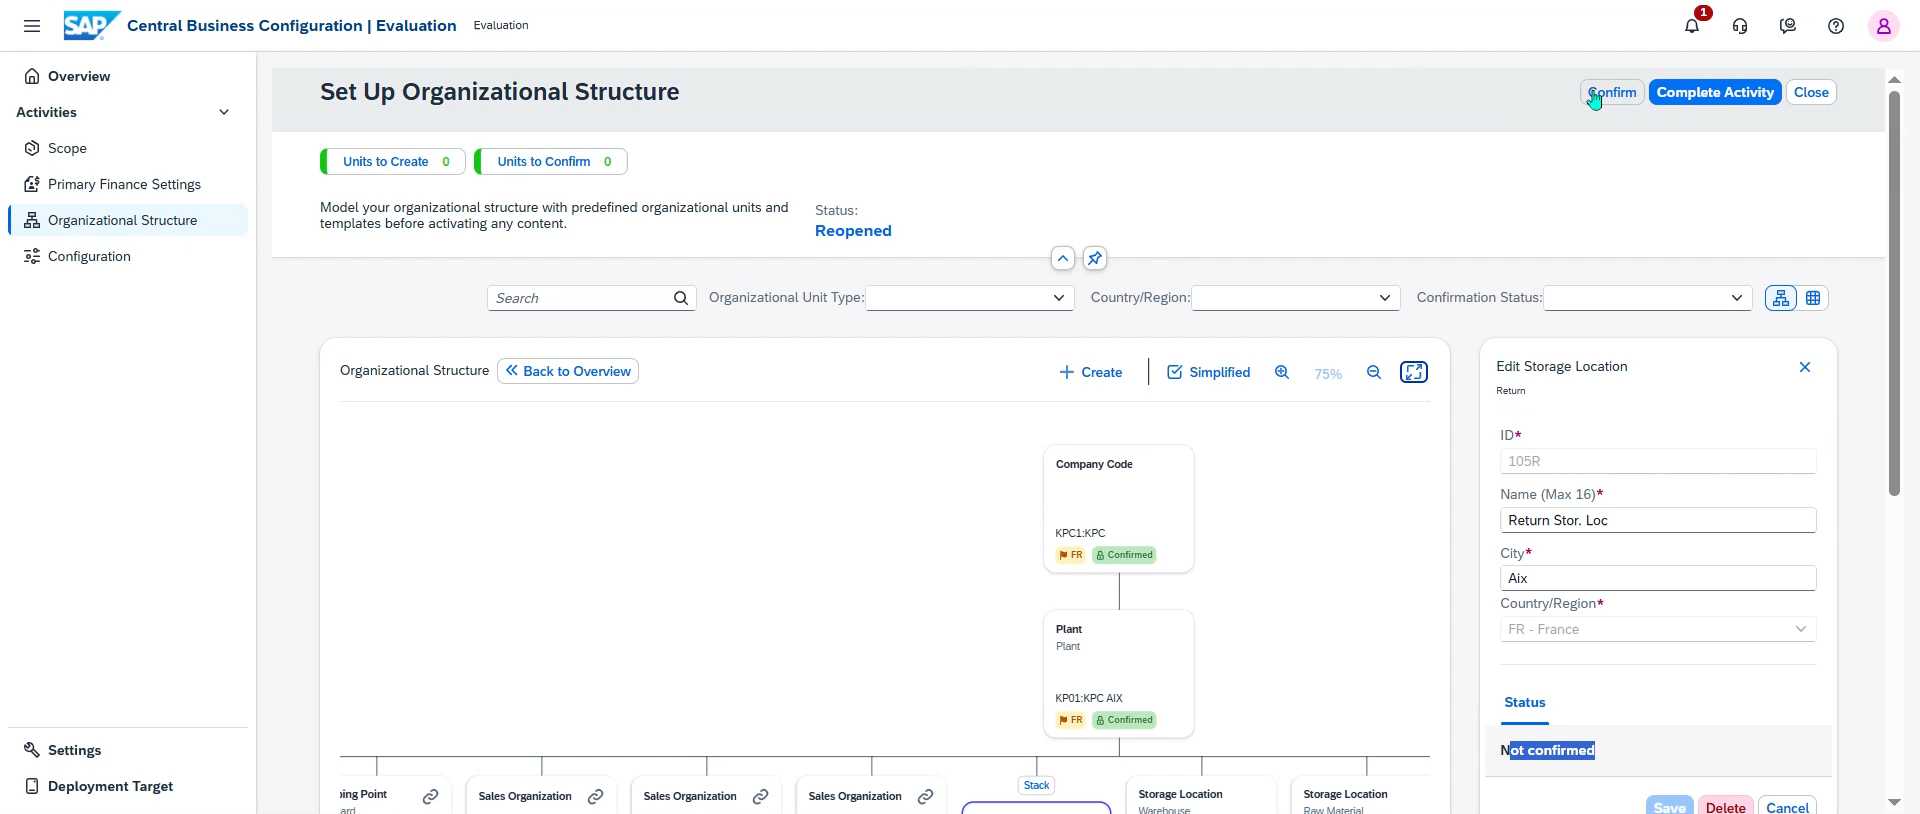 SAP Central Business Configuration | Evaluation Evaluation 1
Overview
Activities
Scope
Primary Finance Settings
Organizational Structure
Configuration
Settings
Deployment Target
Set Up Organizational Structure
Confirm Complete Activity Close
Units to Create 0 Units to Confirm 0
Model your organizational structure with predefined organizational units and
templates before activating any content.
Status:
Reopened
Search Organizational Unit Type: Country/Region: Confirmation Status:
Organizational Structure Back to Overview Create Simplified 75%
Company Code
KPC1:KPC
FR Confirmed
Plant
Plant
KP01:KPC AIX
FR Confirmed
Stack
ping Point Sales Organization Sales Organization Sales Organization Storage Location Storage Location
ard Warehouse Raw Material
Edit Storage Location
Return
ID*
105R
Name (Max 16)*
Return Stor. Loc
City*
Aix
Country/Region*
FR - France
Status
Not confirmed
Save Delete Cancel